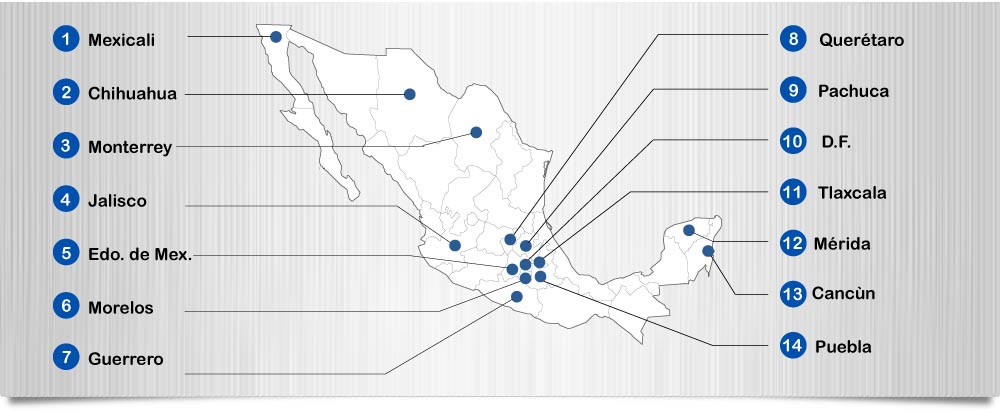 1 Mexicali
2 Chihuahua
3 Monterrey
4 Jalisco
5 Edo. de Mex.
6 Morelos
7 Guerrero
8 Querétaro
9 Pachuca
10 D.F.
11 Tlaxcala
12 Mérida
13 Cancùn
14 Puebla